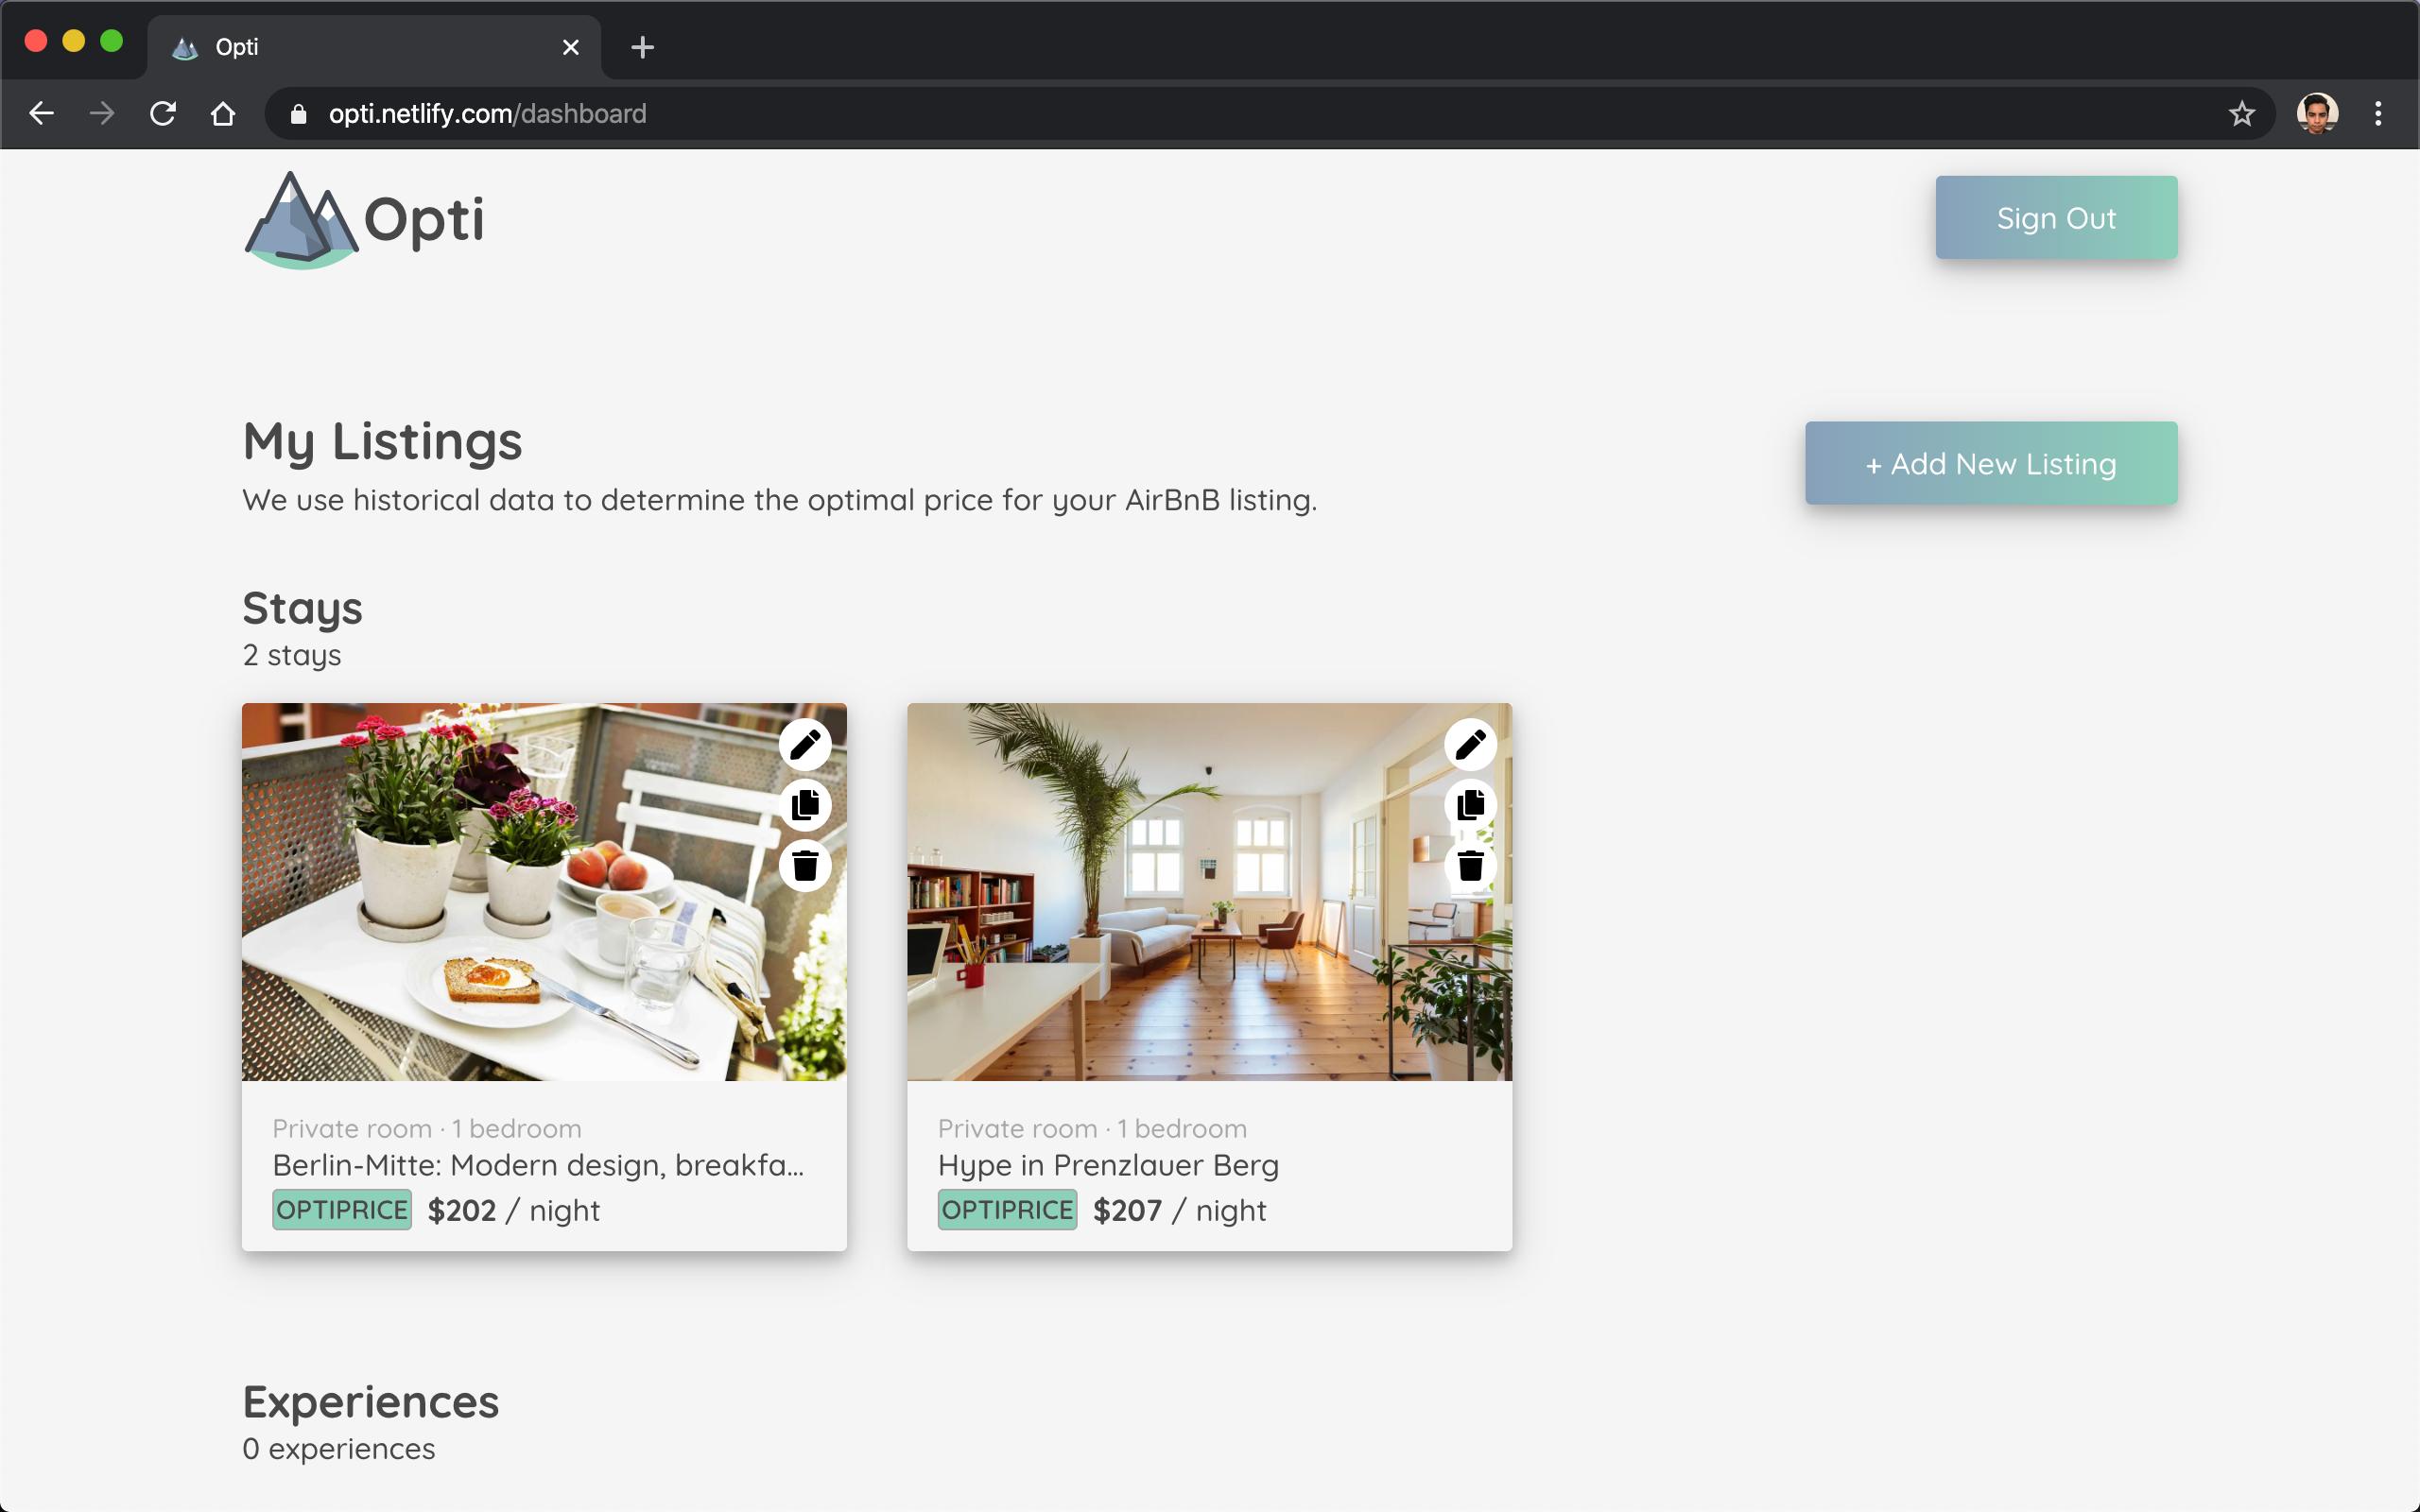 Opti
opti.netlify.com/dashboard
Opti
Sign Out
My Listings
+ Add New Listing
We use historical data to determine the optimal price for your AirBnB listing.
Stays
2 stays
Private room · 1 bedroom
Berlin-Mitte: Modern design, breakfa...
OPTIPRICE $202 / night
Private room · 1 bedroom
Hype in Prenzlauer Berg
OPTIPRICE $207 / night
Experiences
0 experiences